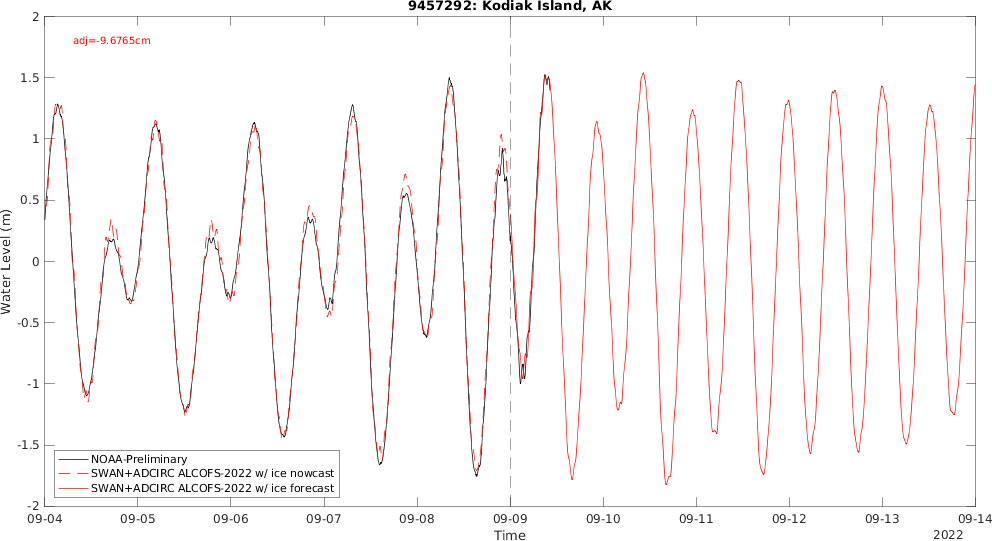 9457292: Kodiak Island, AK
2
adj=-9.6765cm
1.5
1
0.5
0
-0.5
-1
-1.5
-2
Water Level (m)
NOAA-Preliminary
SWAN+ADCIRC ALCOFS-2022 w/ ice nowcast
SWAN+ADCIRC ALCOFS-2022 w/ ice forecast
09-04 09-05 09-06 09-07 09-08 09-09 09-10 09-11 09-12 09-13 09-14
Time
2022